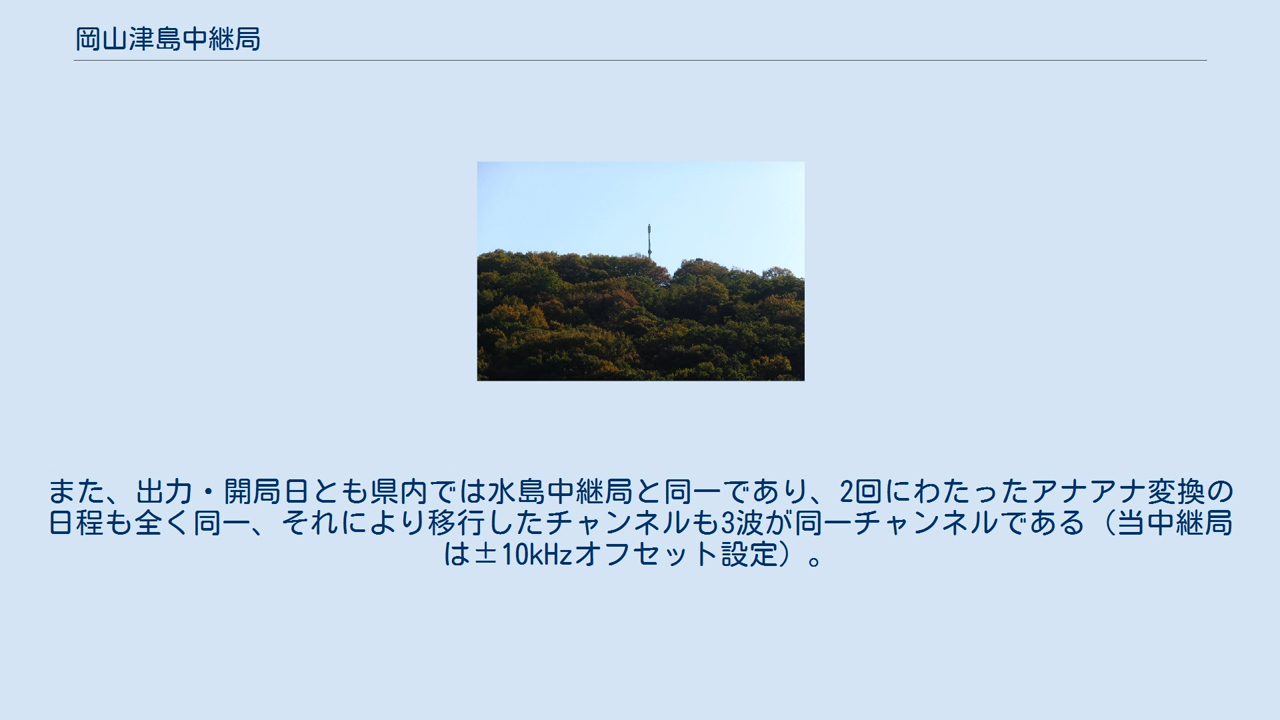 岡山津島中継局
また、出力・開局日とも県内では水島中継局と同一であり、2回にわたったアナアナ変換の
日程も全く同一、それにより移行したチャンネルも3波が同一チャンネルである（当中継局
は±10kHzオフセット設定）。